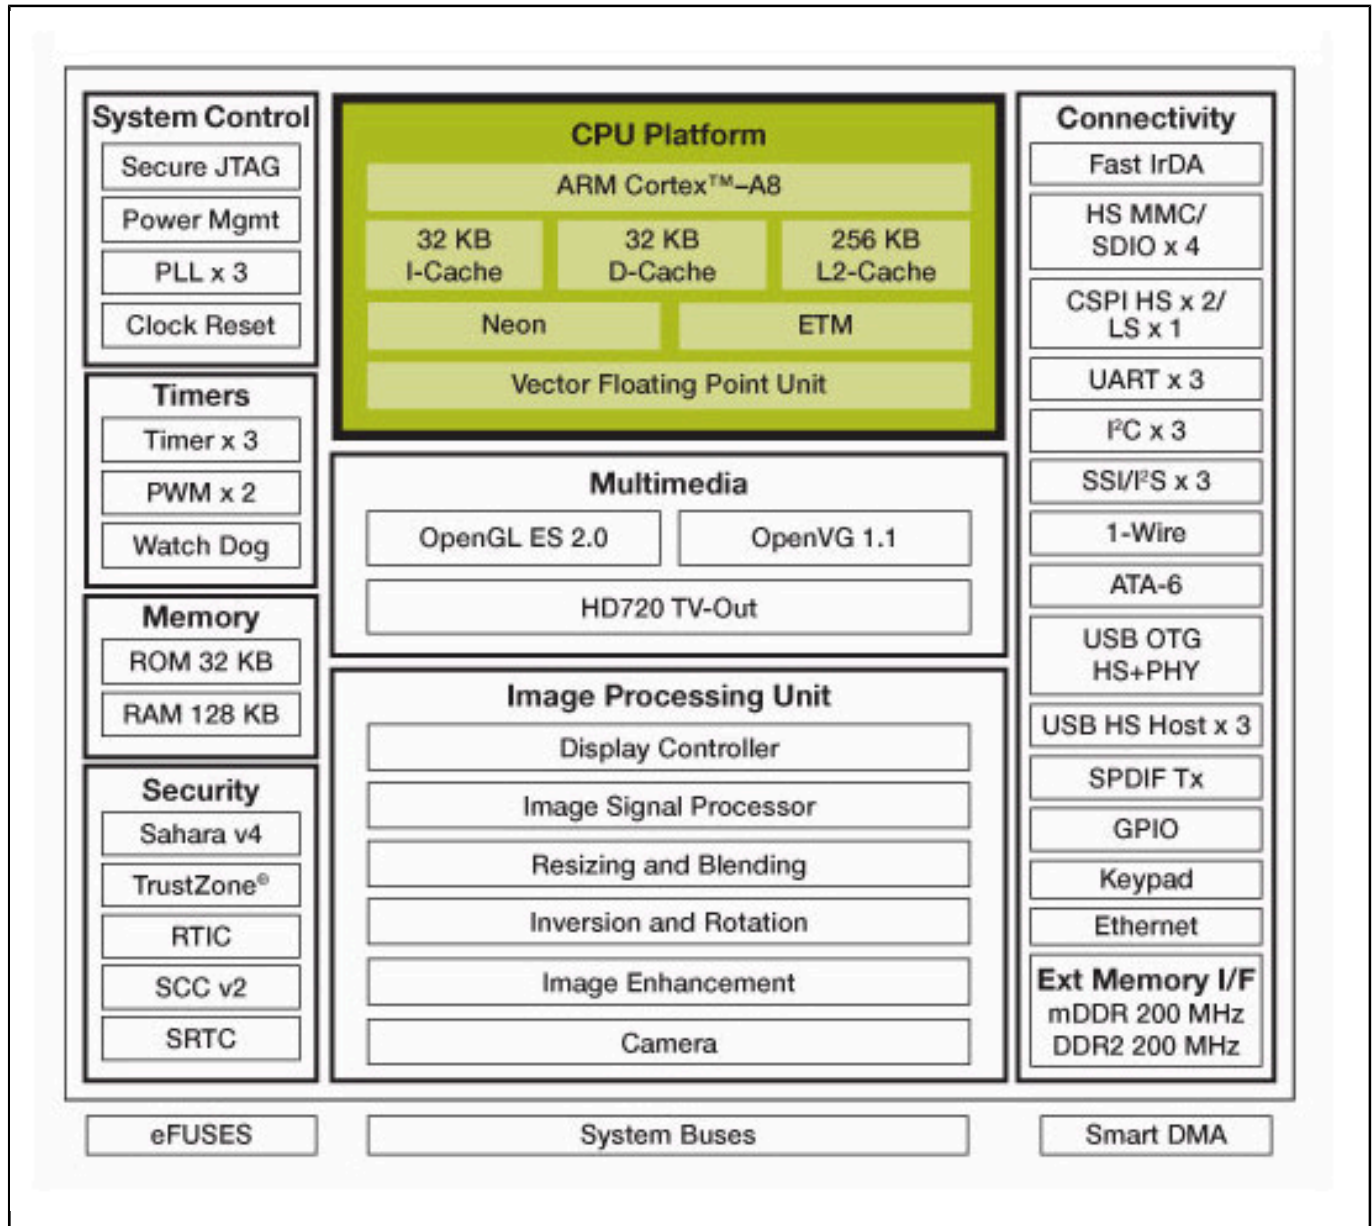 System Control
Secure JTAG
Power Mgmt
PLL x 3
Clock Reset
Timers
Timer x 3
PWM x 2
Watch Dog
Memory
ROM 32 KB
RAM 128 KB
Security
Sahara v4
TrustZone®
RTIC
SCC v2
SRTC
CPU Platform
ARM Cortex™–A8
32 KB
I-Cache
32 KB
D-Cache
256 KB
L2-Cache
Neon
ETM
Vector Floating Point Unit
Multimedia
OpenGL ES 2.0
OpenVG 1.1
HD720 TV-Out
Image Processing Unit
Display Controller
Image Signal Processor
Resizing and Blending
Inversion and Rotation
Image Enhancement
Camera
Connectivity
Fast IrDA
HS MMC/
SDIO x 4
CSPI HS x 2/
LS x 1
UART x 3
I²C x 3
SSI/I²S x 3
1-Wire
ATA-6
USB OTG
HS+PHY
USB HS Host x 3
SPDIF Tx
GPIO
Keypad
Ethernet
Ext Memory I/F
mDDR 200 MHz
DDR2 200 MHz
eFUSES
System Buses
Smart DMA